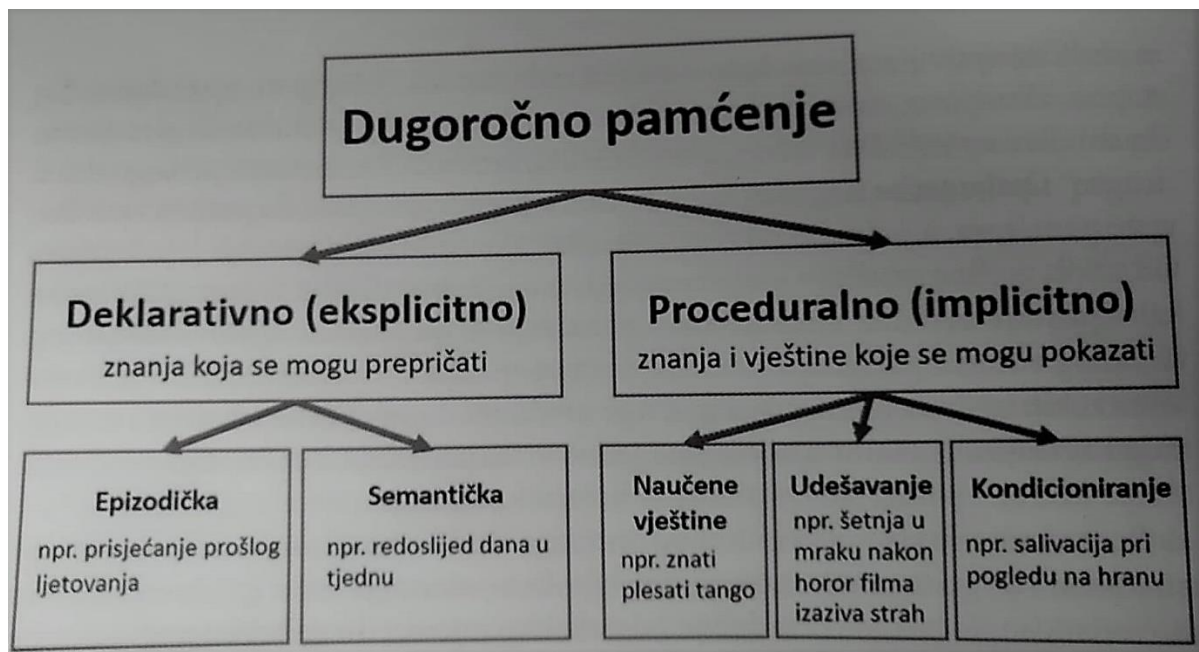 Dugoročno pamćenje
Deklarativno (eksplicitno)
znanja koja se mogu prepričati
Proceduralno (implicitno)
znanja i vještine koje se mogu pokazati
Epizodička
npr. prisjećanje prošlog
ljetovanja
Semantička
npr. redoslijed dana u
tjednu
Naučene
vještine
npr. znati
plesati tango
Udešavanje
npr. šetnja u
mraku nakon
horor filma
izaziva strah
Kondicioniranje
npr. salivacija pri
pogledu na hranu